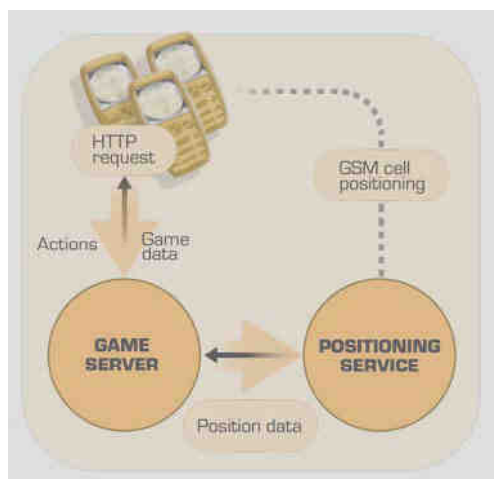 HTTP
request
GSM cell
positioning
Actions
Game
data
GAME
SERVER
POSITIONING
SERVICE
Position data